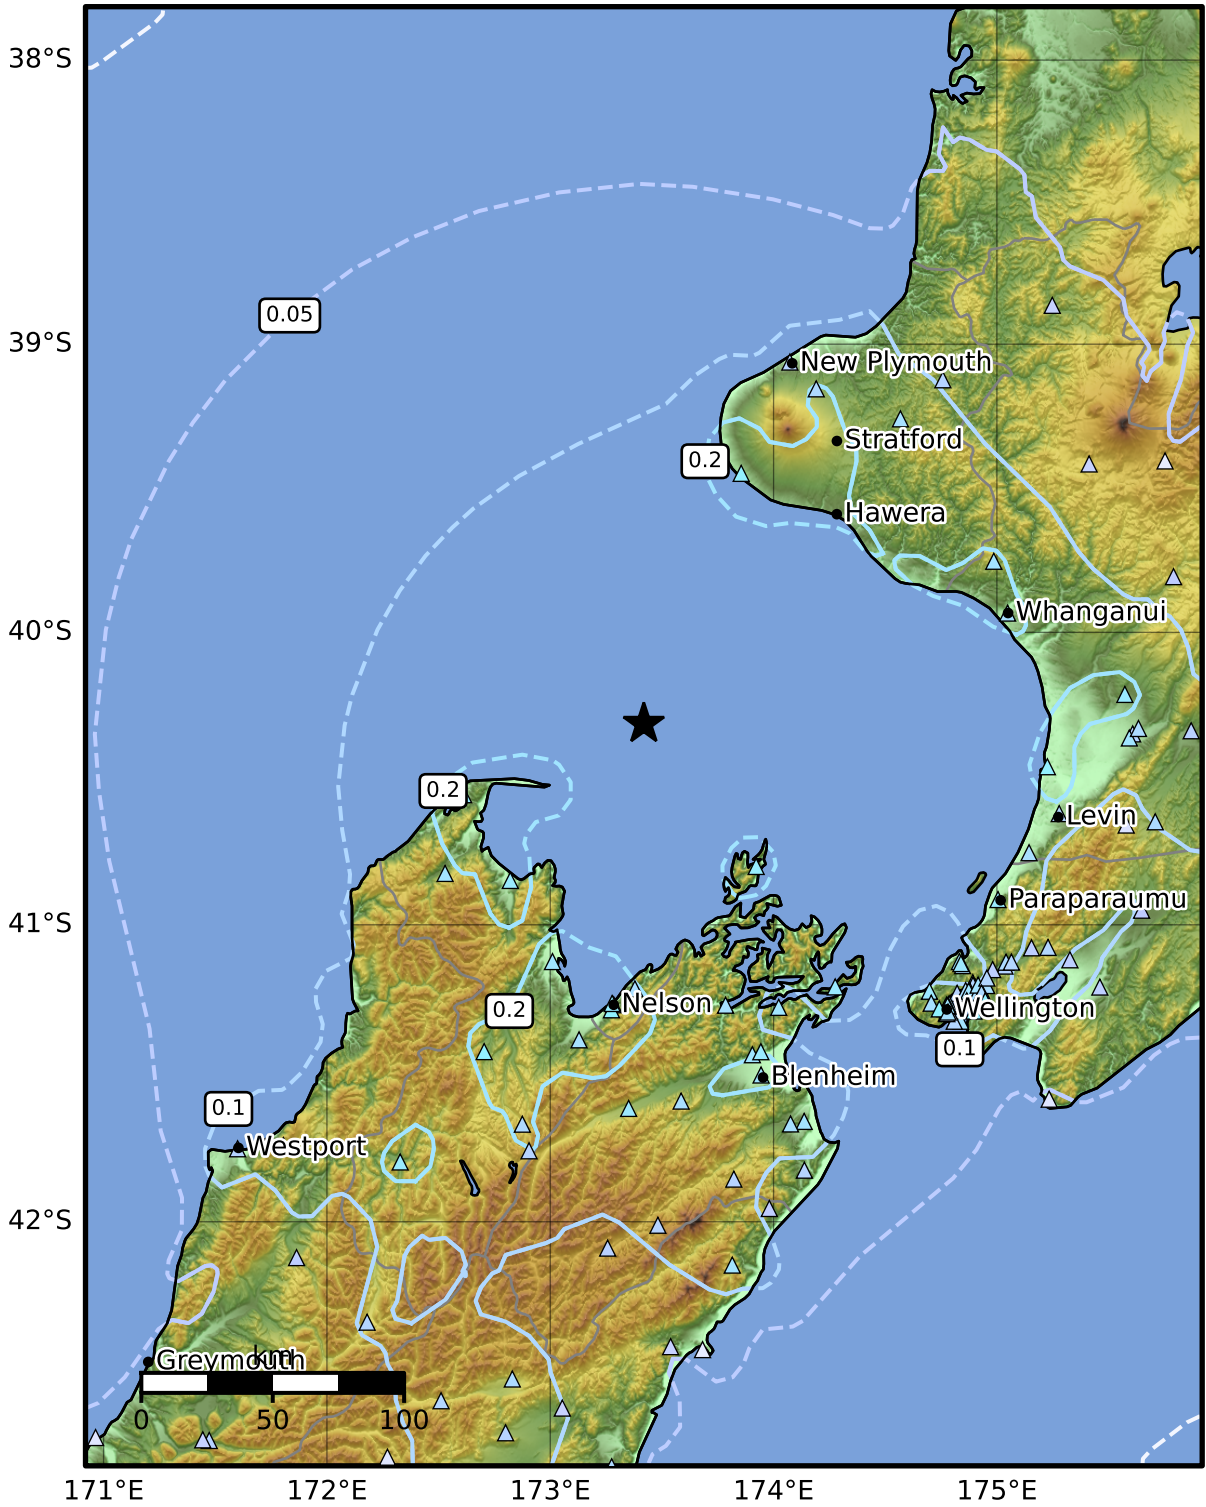 38°S
0.05
39°S
New Plymouth
Stratford
0.2
Hawera
Whanganui
40°S
0.2
Levin
Paraparaumu
41°S
Nelson
0.2
Wellington
0.1
Blenheim
0.1
Westport
42°S
km
Greymouth
0 50 100
171°E 172°E 173°E 174°E 175°E